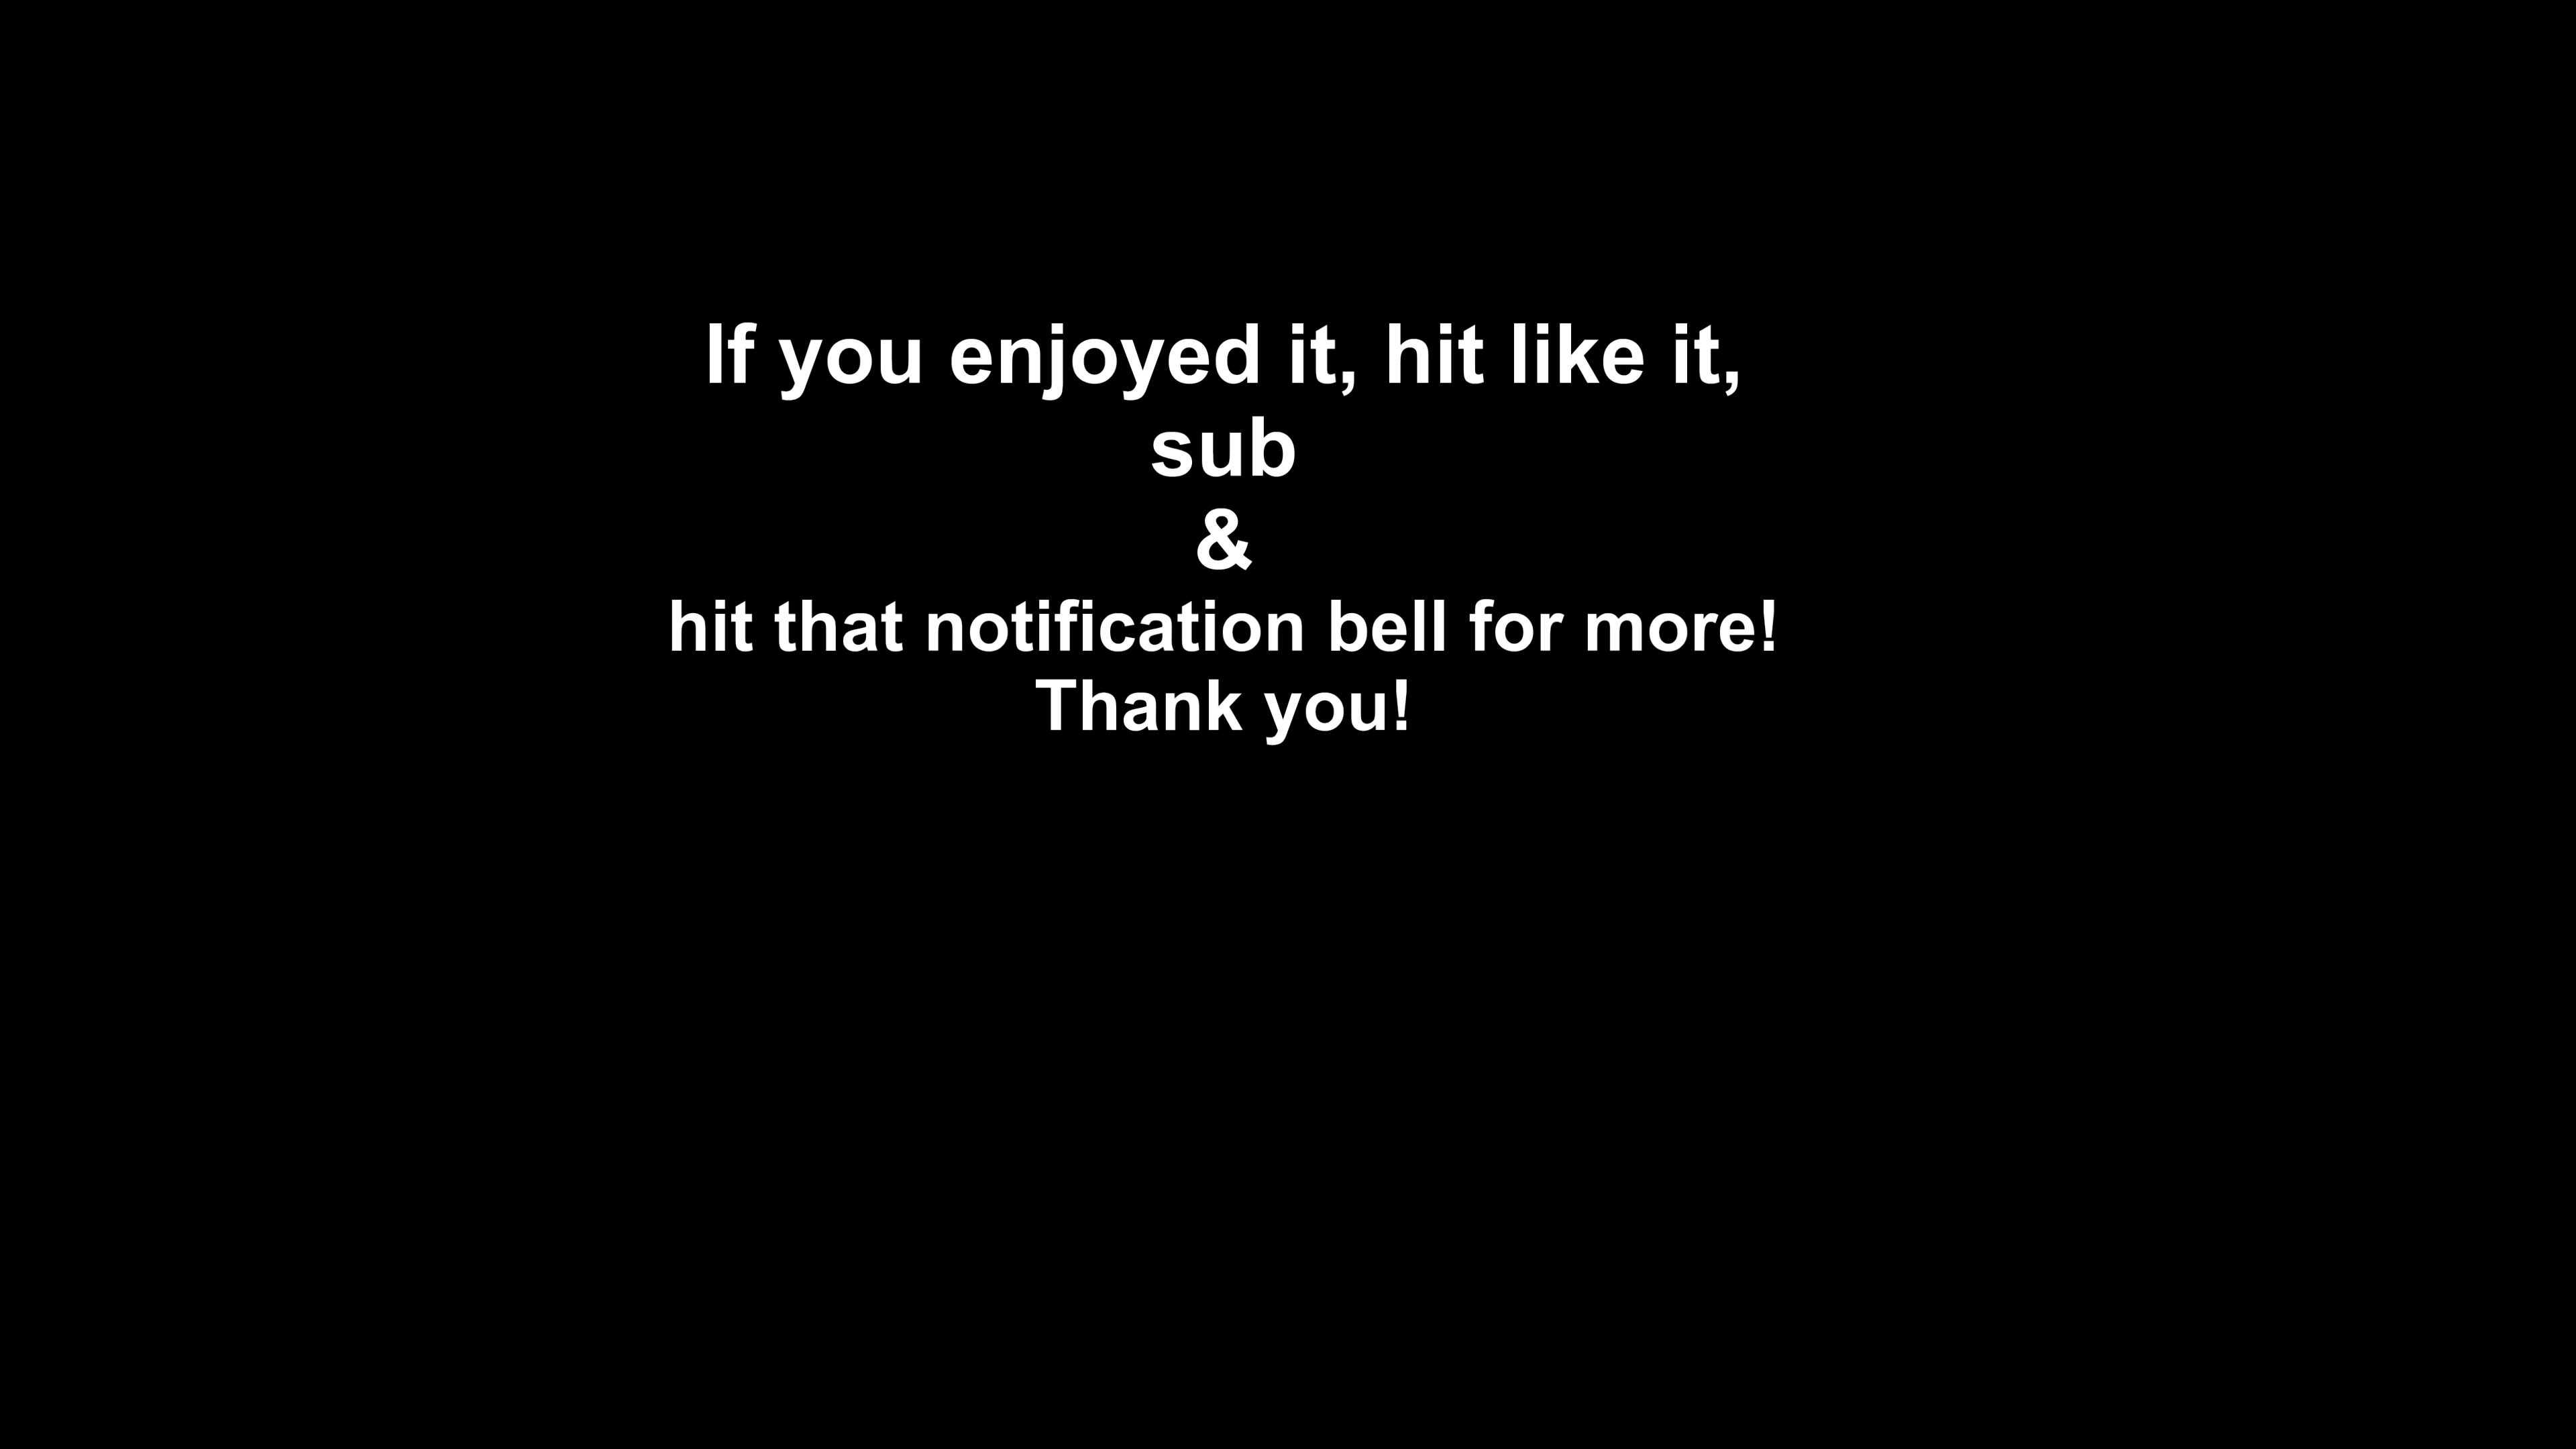 If you enjoyed it, hit like it,
sub
&
hit that notification bell for more!
Thank you!